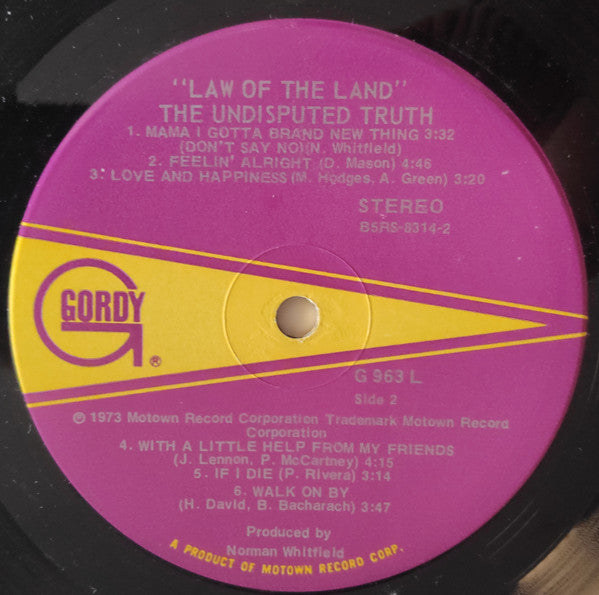 "LAW OF THE LAND"
THE UNDISPUTED TRUTH
1. MAMA I GOTTA BRAND NEW THING 3:32
(DON'T SAY NO)(N. Whitfield)
2. FEELIN' ALRIGHT (D. Mason) 4:46
3. LOVE AND HAPPINESS (M. Hodges, A. Green) 3:20
STEREO
BSRS-8314-2
GORDY
®
G 963 L
Side 2
℗ 1973 Motown Record Corporation Trademark Motown Record
Corporation
4. WITH A LITTLE HELP FROM MY FRIENDS
(J. Lennon, P. McCartney) 4:15
5. IF I DIE (P. Rivera) 3:14
6. WALK ON BY
(H. David, B. Bacharach) 3:47
Produced by
Norman Whitfield
A PRODUCT OF MOTOWN RECORD CORP.